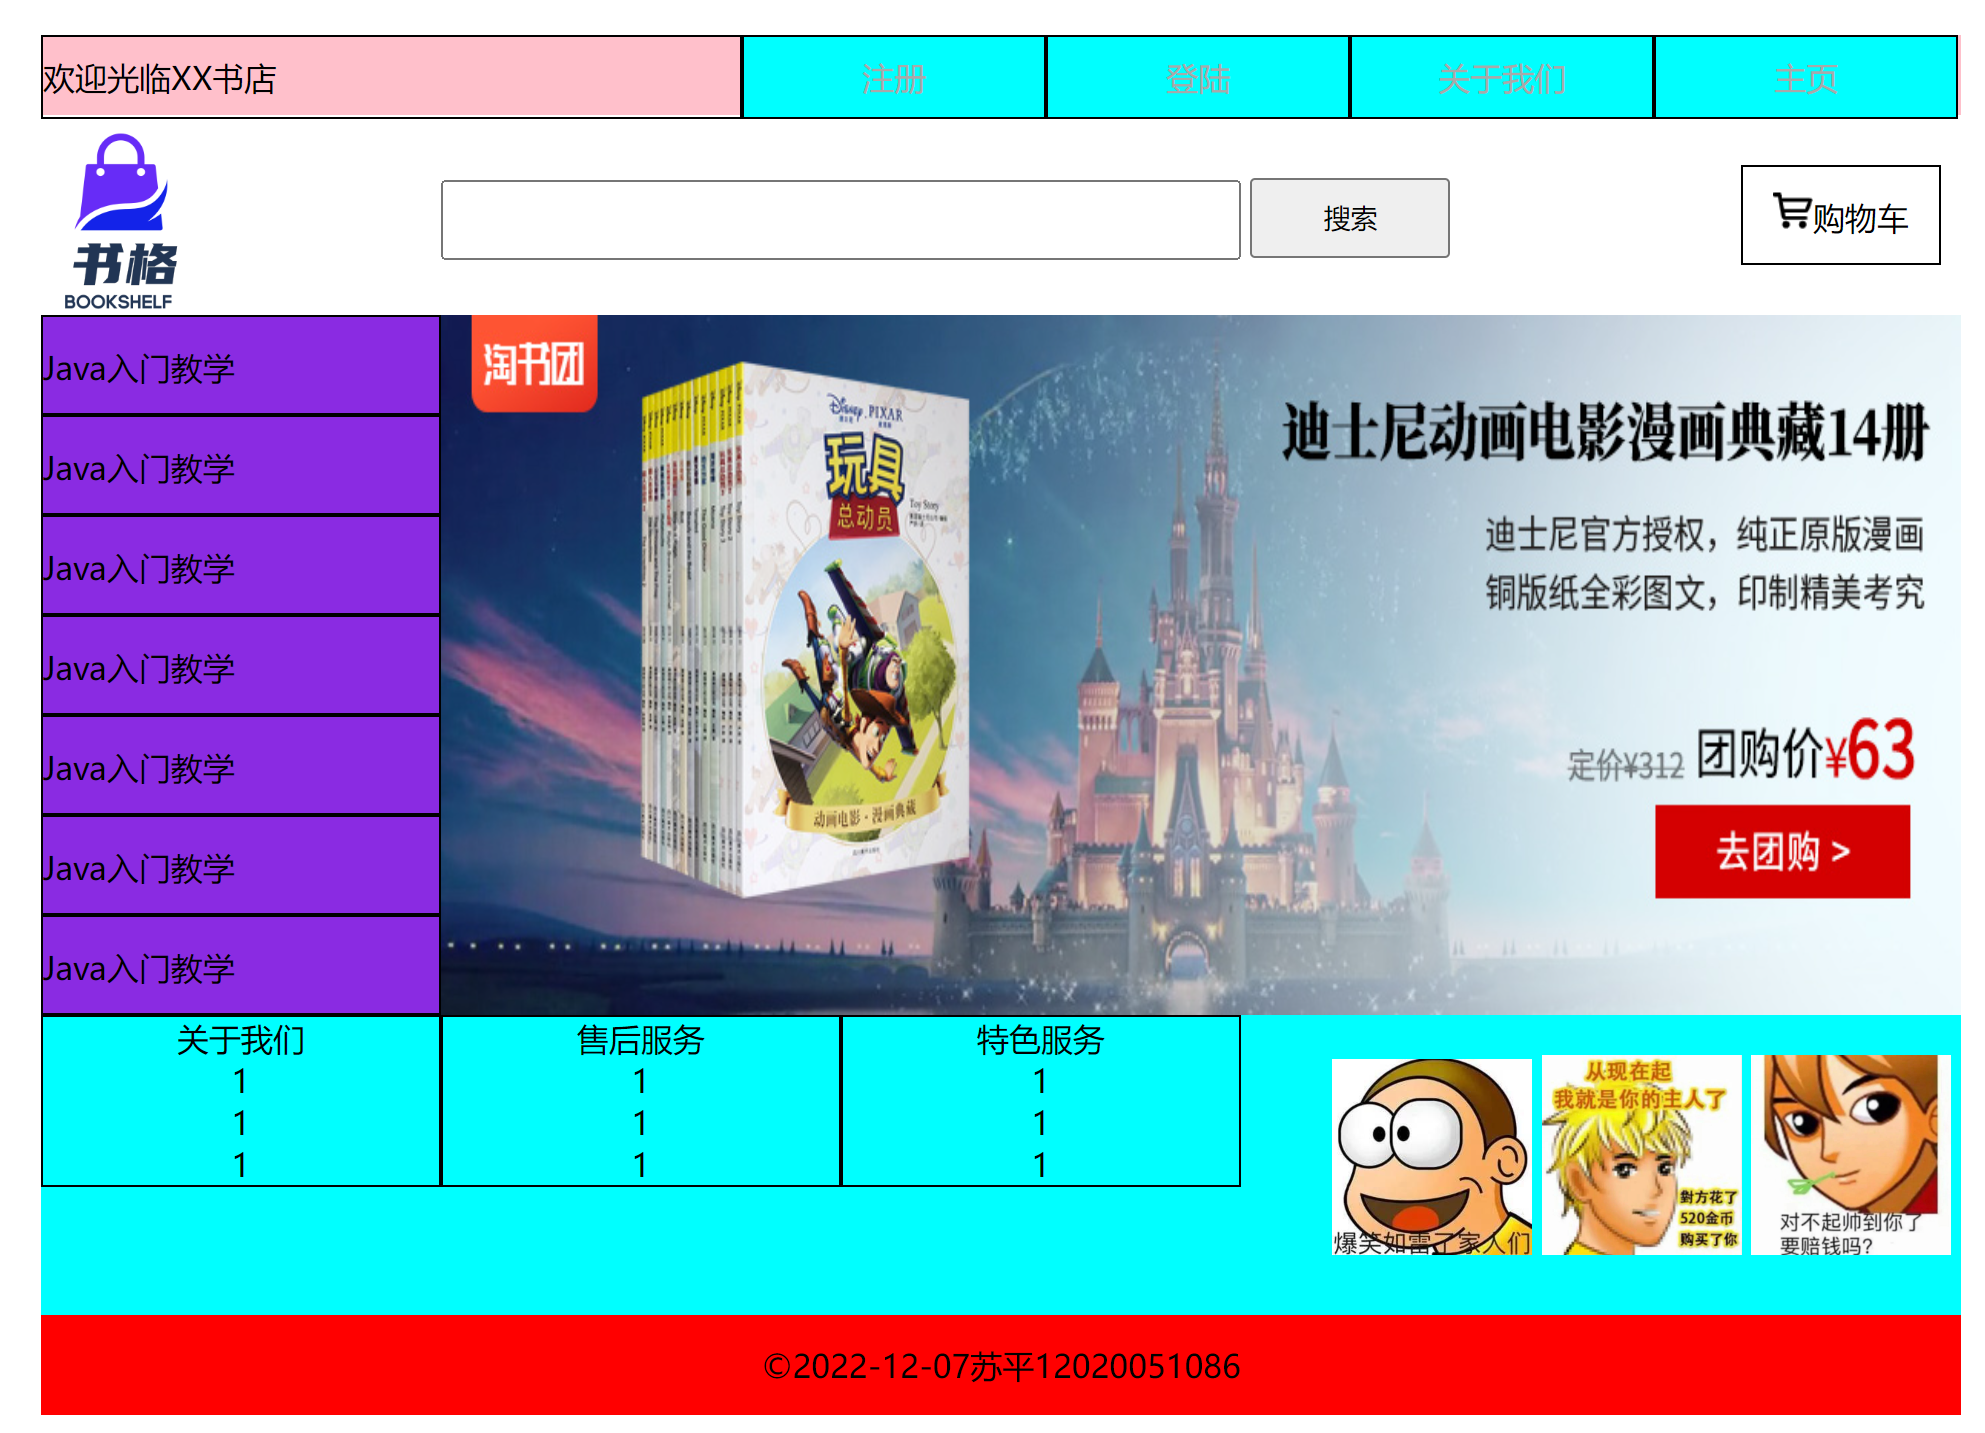 欢迎光临XX书店
注册
登陆
关于我们
主页
书格
BOOKSHELF
搜索
购物车
Java入门教学
Java入门教学
Java入门教学
Java入门教学
Java入门教学
Java入门教学
Java入门教学
淘书团
Disney·PIXAR
玩具
总动员
Toy Story
动画电影·漫画典藏
迪士尼动画电影漫画典藏14册
迪士尼官方授权，纯正原版漫画
铜版纸全彩图文，印制精美考究
定价¥312 团购价¥63
去团购 >
关于我们
1
1
1
售后服务
1
1
1
特色服务
1
1
1
爆笑如雷了家人们
从现在起
我就是你的主人了
對方花了
520金币
购买了你
对不起帅到你了
要赔钱吗?
©2022-12-07苏平12020051086